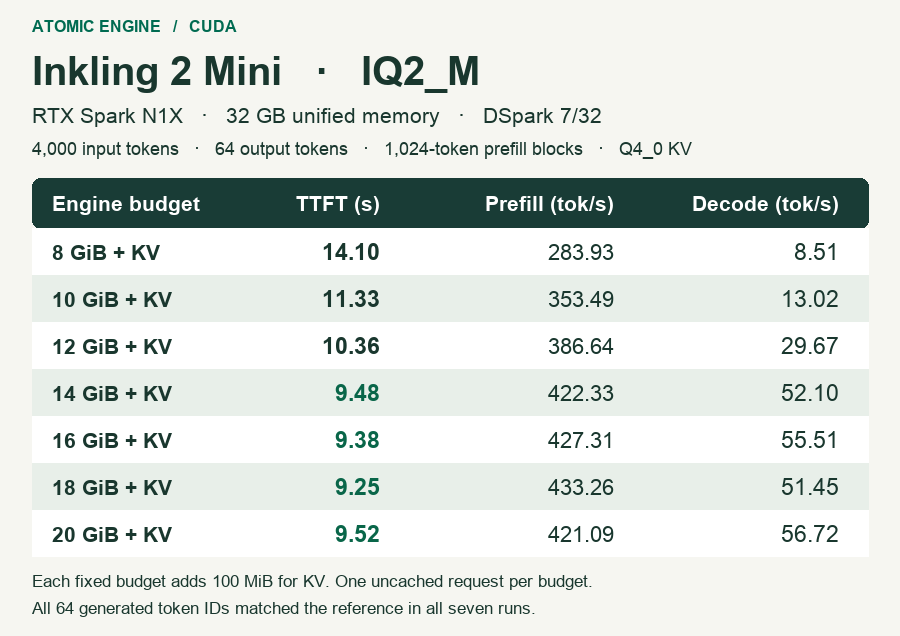 ATOMIC ENGINE / CUDA
Inkling 2 Mini · IQ2_M
RTX Spark N1X · 32 GB unified memory · DSpark 7/32
4,000 input tokens · 64 output tokens · 1,024-token prefill blocks · Q4_0 KV
Engine budget TTFT (s) Prefill (tok/s) Decode (tok/s)
8 GiB + KV 14.10 283.93 8.51
10 GiB + KV 11.33 353.49 13.02
12 GiB + KV 10.36 386.64 29.67
14 GiB + KV 9.48 422.33 52.10
16 GiB + KV 9.38 427.31 55.51
18 GiB + KV 9.25 433.26 51.45
20 GiB + KV 9.52 421.09 56.72
Each fixed budget adds 100 MiB for KV. One uncached request per budget.
All 64 generated token IDs matched the reference in all seven runs.